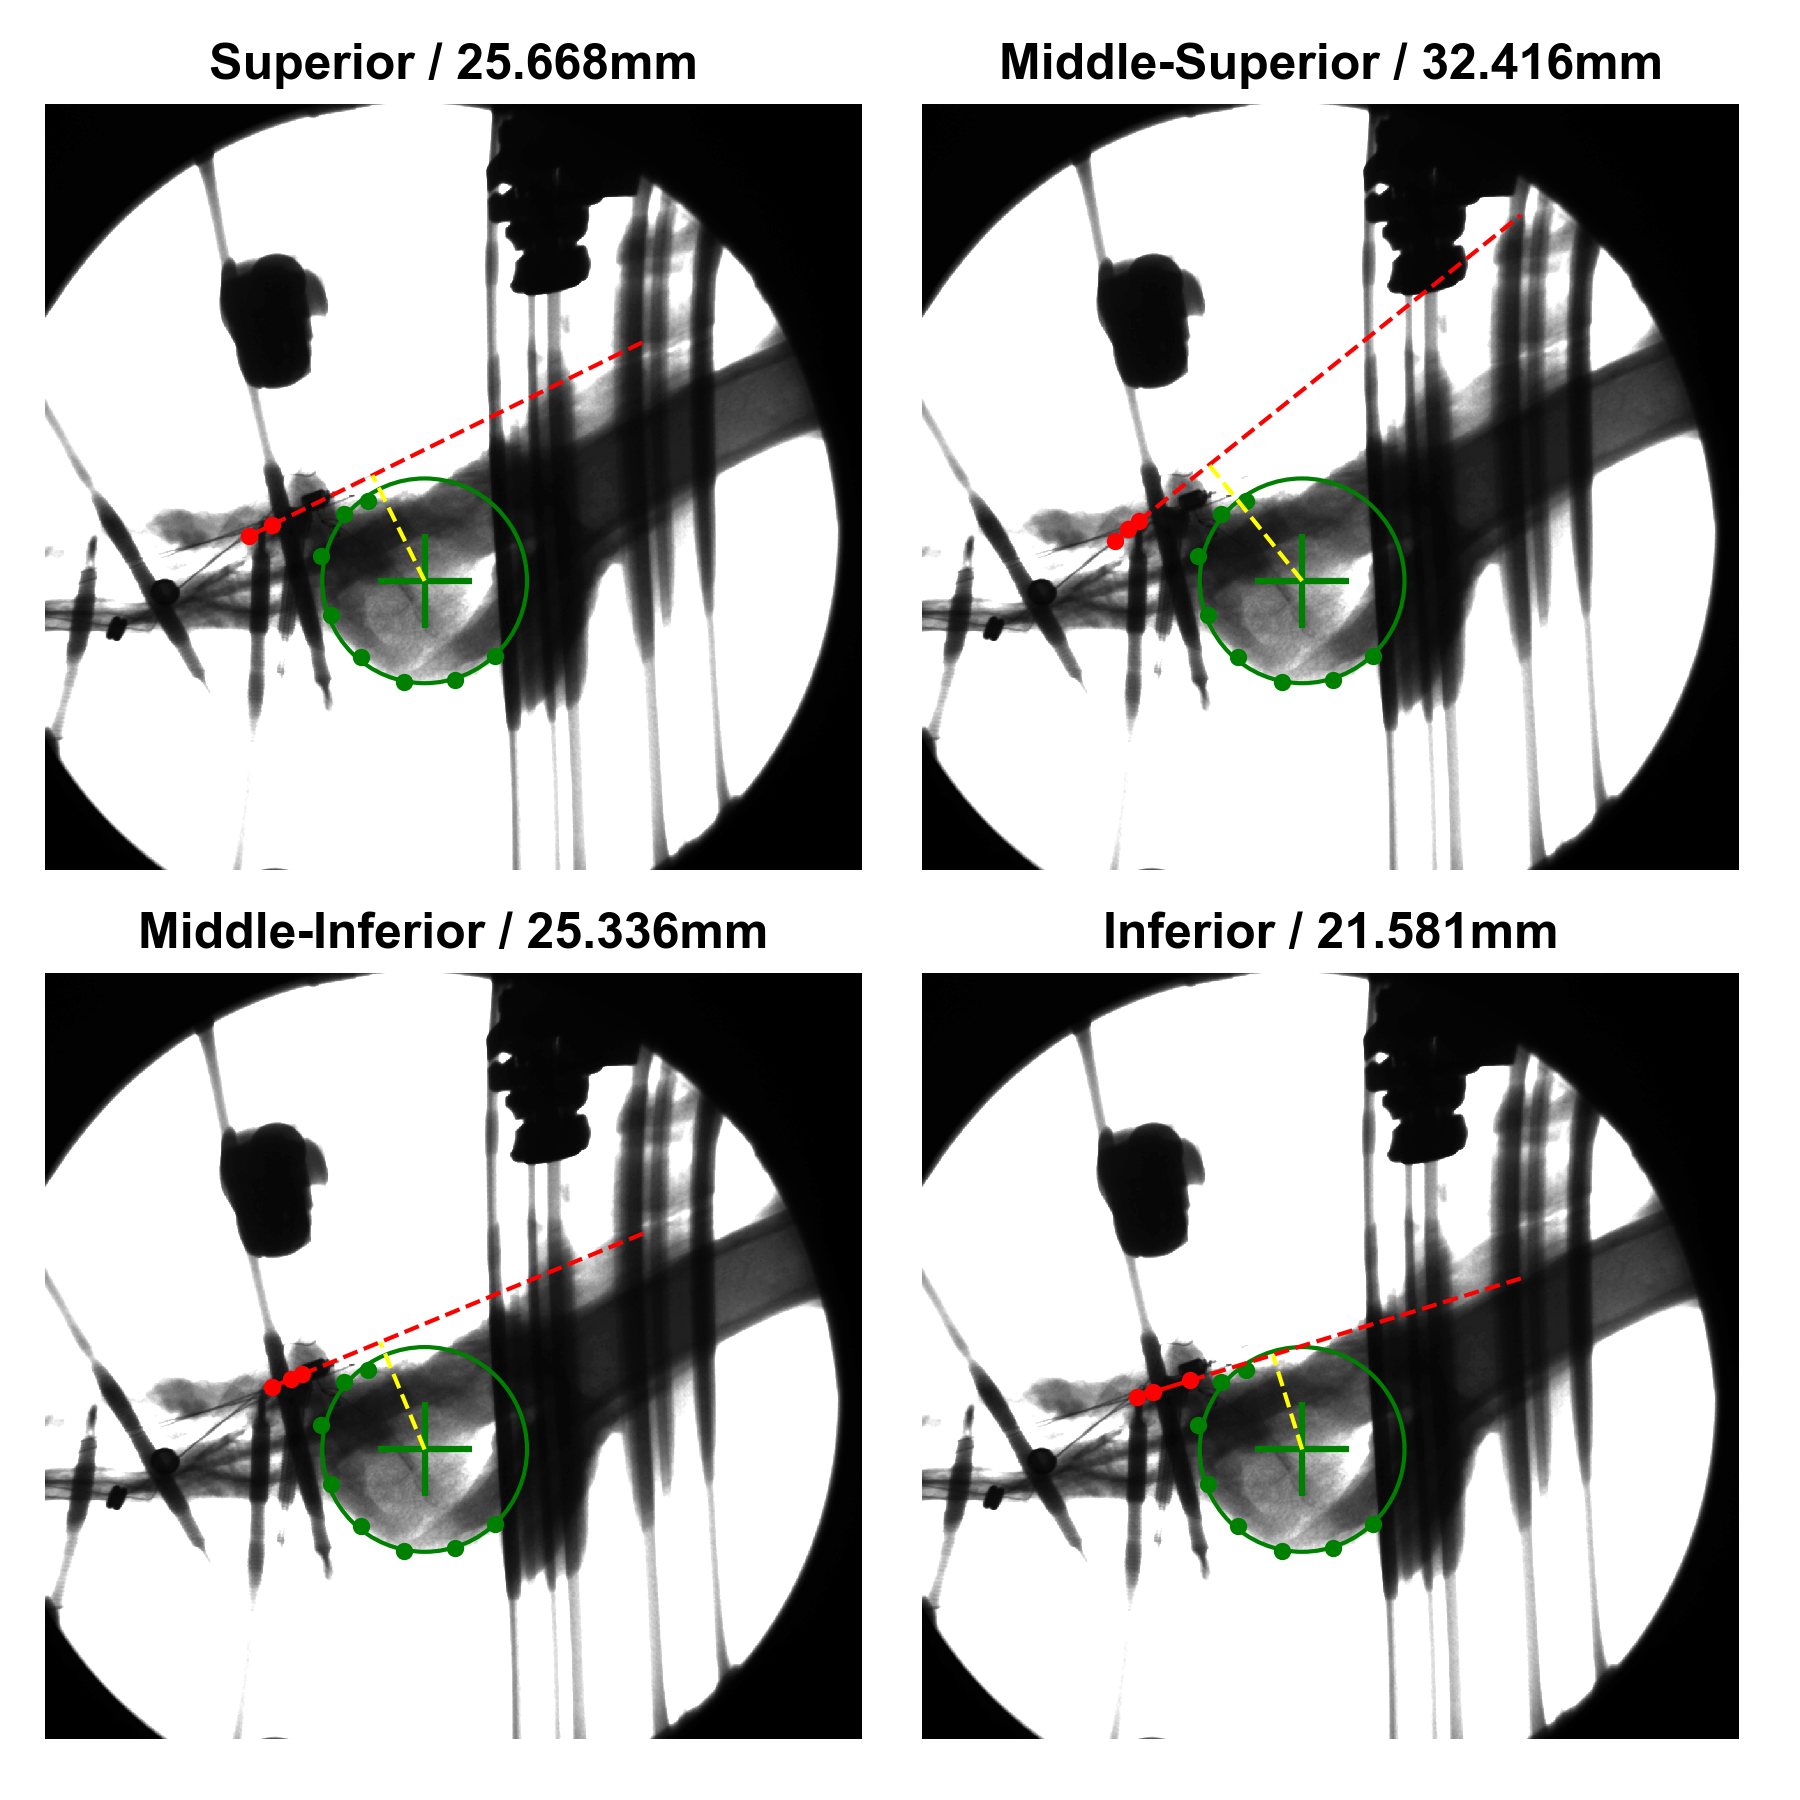 Superior / 25.668mm
Middle-Superior / 32.416mm
Middle-Inferior / 25.336mm
Inferior / 21.581mm